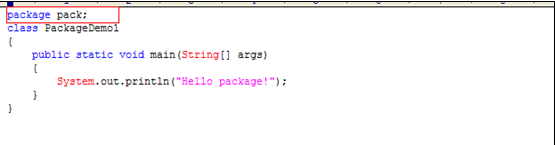 package pack;
class PackageDemo1
{
    public static void main(String[] args)
    {
        System.out.println("Hello package!");
    }
}